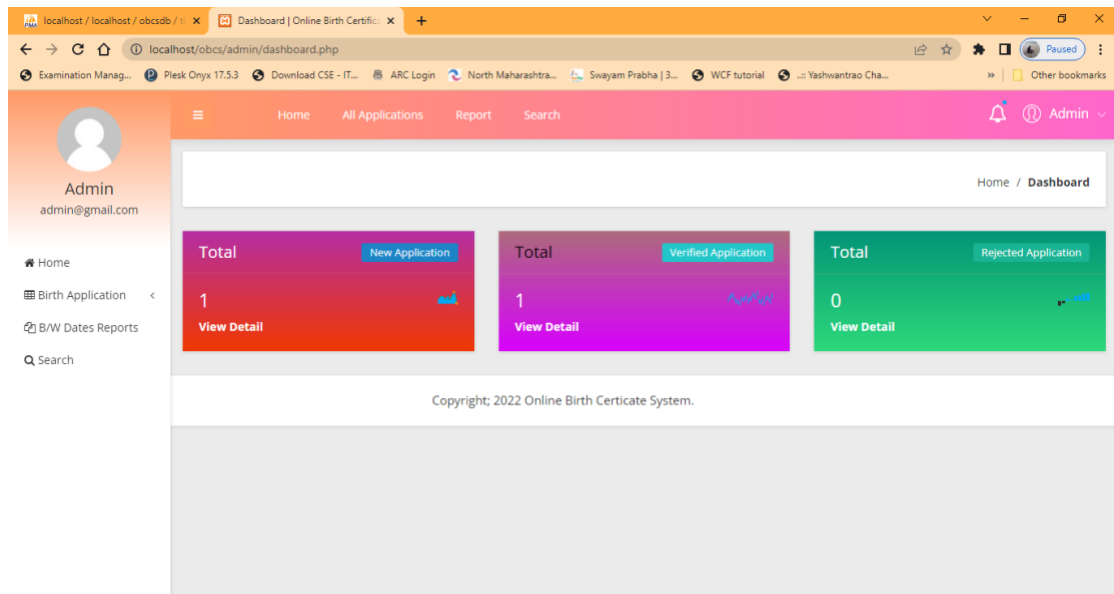 localhost / localhost / obcsdb / t
Dashboard | Online Birth Certifica
localhost/obcs/admin/dashboard.php
Paused
Examination Manag...
Plesk Onyx 17.5.3
Download CSE - IT...
ARC Login
North Maharashtra...
Swayam Prabha | 3...
WCF tutorial
..:: Yashwantrao Cha...
Other bookmarks
Home All Applications Report Search
Admin
Admin
admin@gmail.com
Home / Dashboard
Home
Birth Application
B/W Dates Reports
Search
Total New Application
1
View Detail
Total Verified Application
1
View Detail
Total Rejected Application
0
View Detail
Copyright; 2022 Online Birth Certicate System.